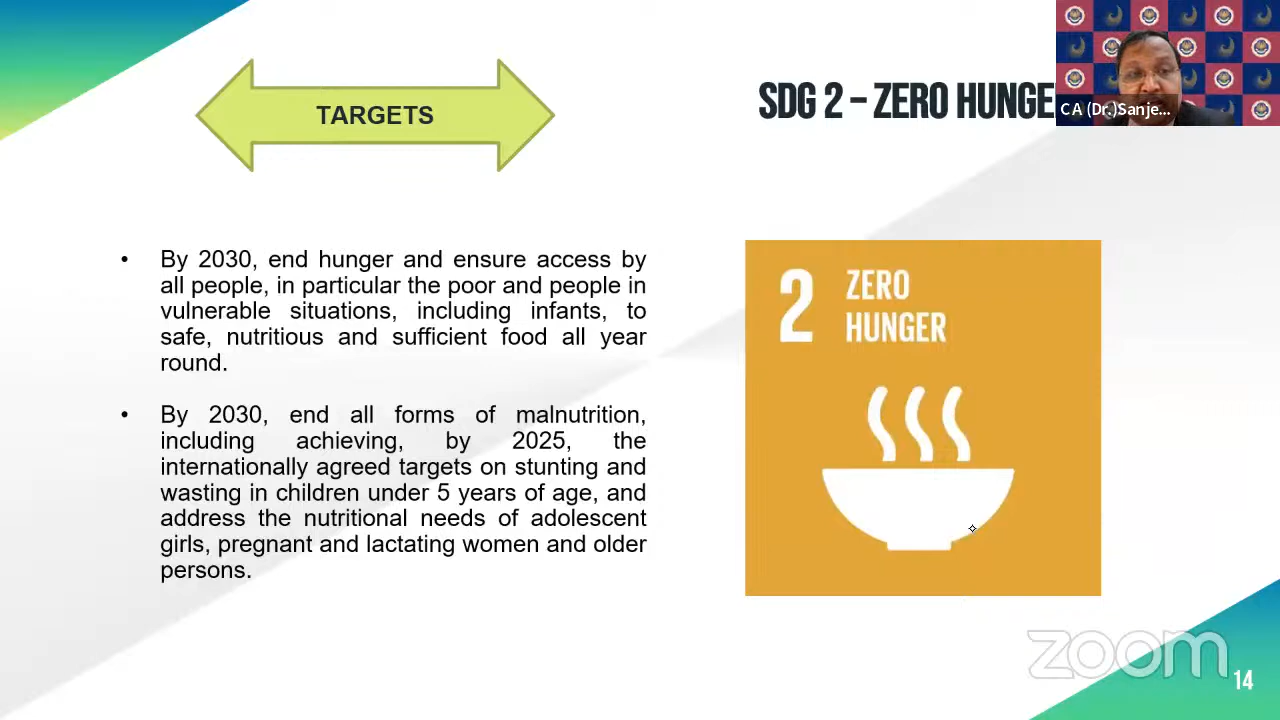 TARGETS
SDG 2 – ZERO HUNGE
CA (Dr.)Sanje...
• By 2030, end hunger and ensure access by
all people, in particular the poor and people in
vulnerable situations, including infants, to
safe, nutritious and sufficient food all year
round.
• By 2030, end all forms of malnutrition,
including achieving, by 2025, the
internationally agreed targets on stunting and
wasting in children under 5 years of age, and
address the nutritional needs of adolescent
girls, pregnant and lactating women and older
persons.
2 ZERO
HUNGER
zoom
14